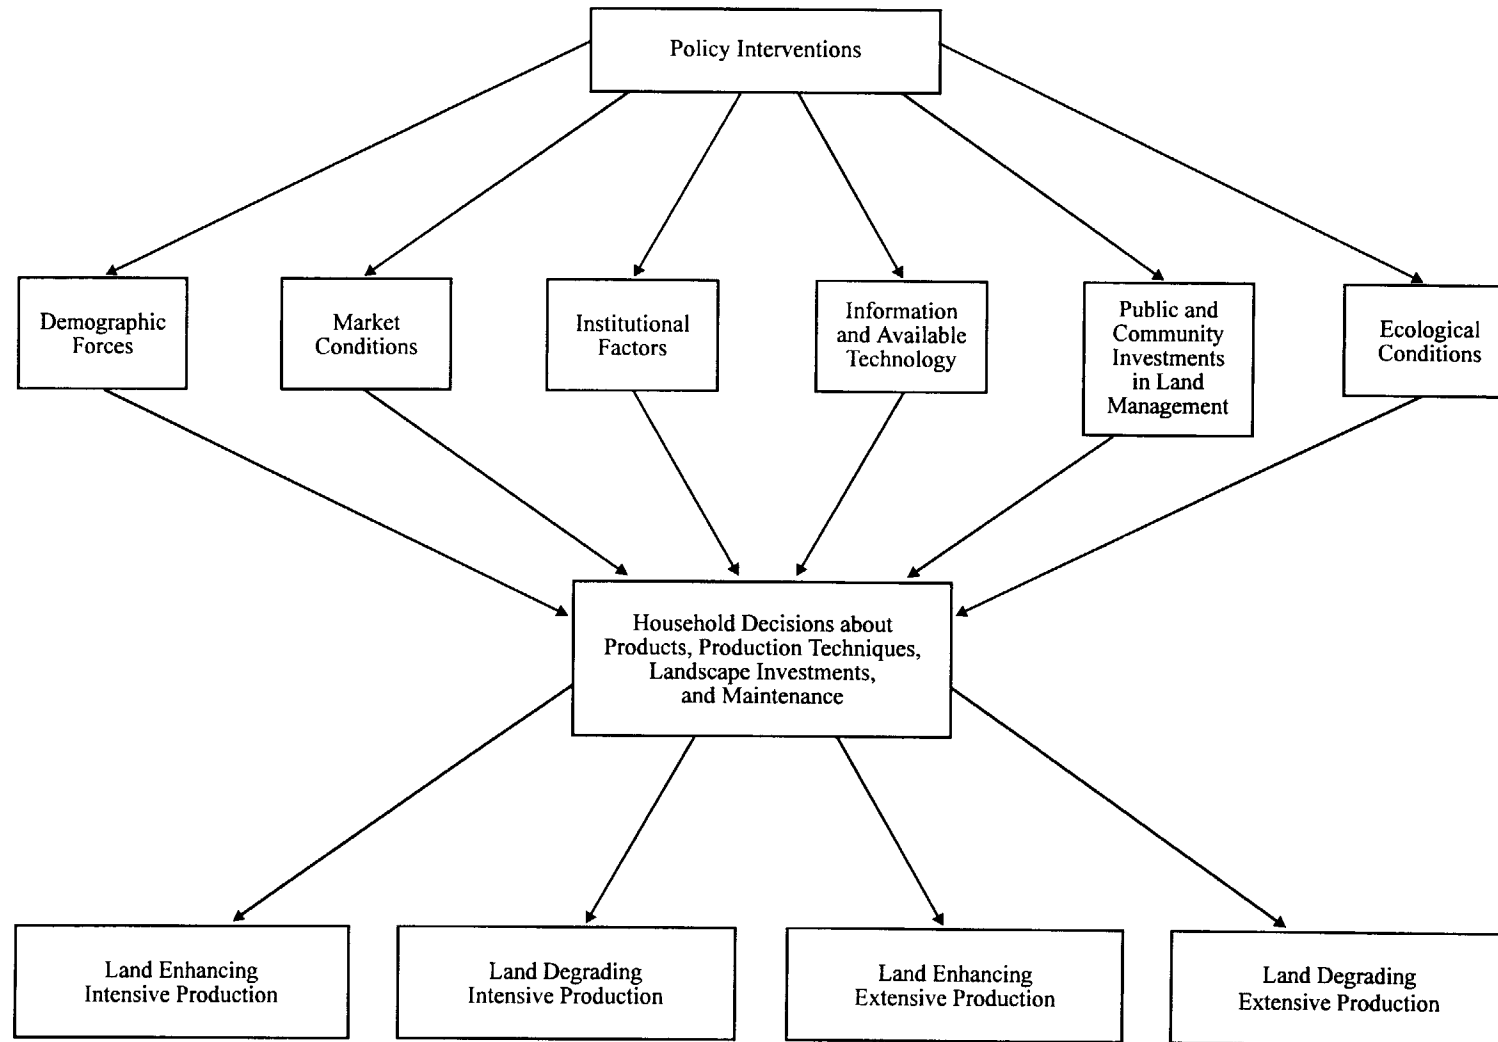 Policy Interventions
Demographic
Forces
Market
Conditions
Institutional
Factors
Information
and Available
Technology
Public and
Community
Investments
in Land
Management
Ecological
Conditions
Household Decisions about
Products, Production Techniques,
Landscape Investments,
and Maintenance
Land Enhancing
Intensive Production
Land Degrading
Intensive Production
Land Enhancing
Extensive Production
Land Degrading
Extensive Production